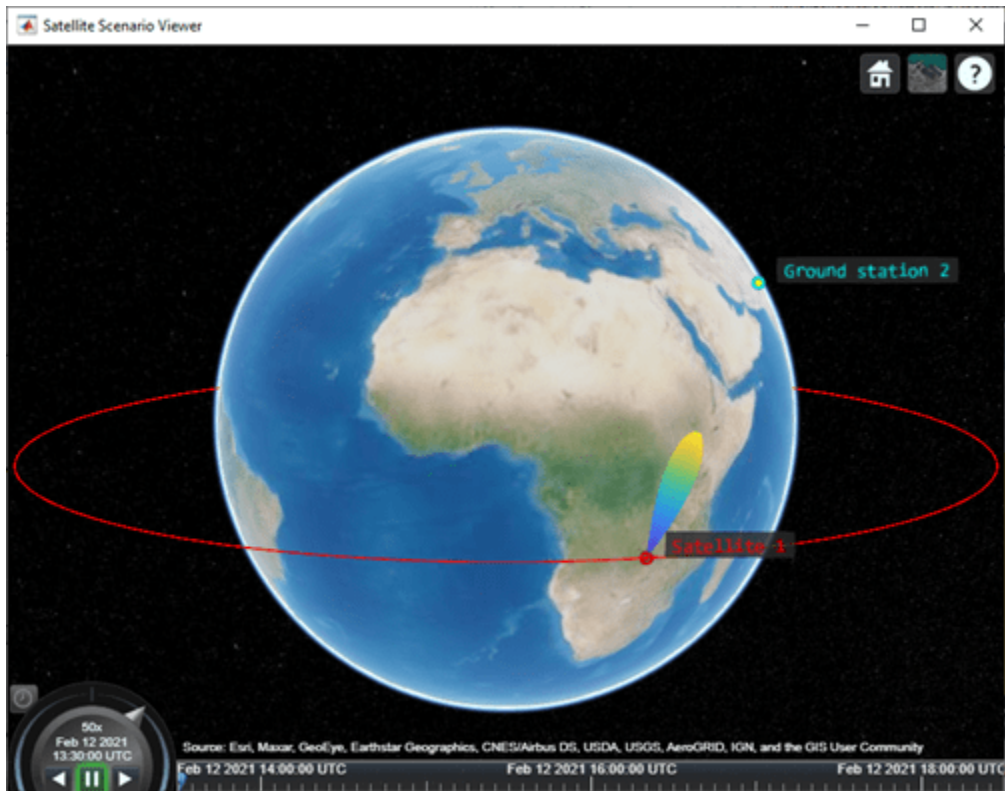 Satellite Scenario Viewer
?
Ground station 2
Satellite 1
50x
Feb 12 2021
13:30:00 UTC
Source: Esri, Maxar, GeoEye, Earthstar Geographics, CNES/Airbus DS, USDA, USGS, AeroGRID, IGN, and the GIS User Community
Feb 12 2021 14:00:00 UTC Feb 12 2021 16:00:00 UTC Feb 12 2021 18:00:00 UTC